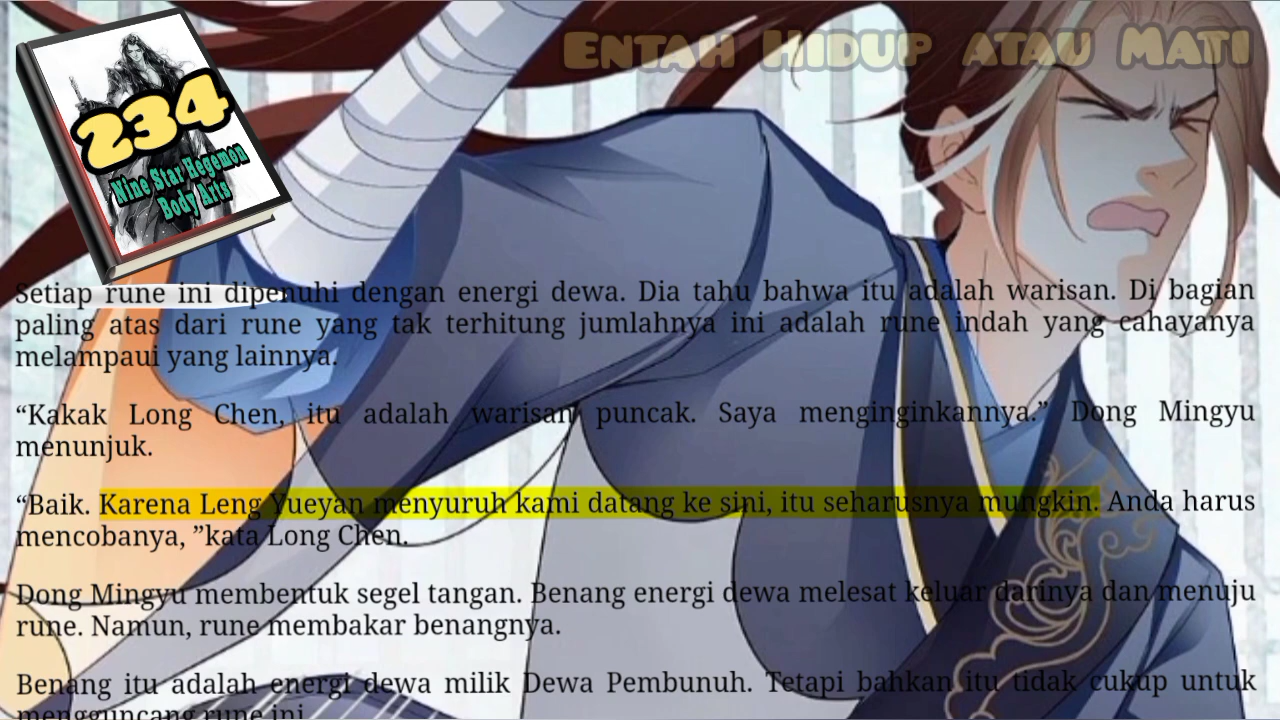 Entah Hidup atau Mati
234
Nine Star Hegemon
Body Arts
Setiap rune ini dipenuhi dengan energi dewa. Dia tahu bahwa itu adalah warisan. Di bagian
paling atas dari rune yang tak terhitung jumlahnya ini adalah rune indah yang cahayanya
melampaui yang lainnya.
“Kakak Long Chen, itu adalah warisan puncak. Saya menginginkannya.” Dong Mingyu
menunjuk.
“Baik. Karena Leng Yueyan menyuruh kami datang ke sini, itu seharusnya mungkin. Anda harus
mencobanya, ”kata Long Chen.
Dong Mingyu membentuk segel tangan. Benang energi dewa melesat keluar darinya dan menuju
rune. Namun, rune membakar benangnya.
Benang itu adalah energi dewa milik Dewa Pembunuh. Tetapi bahkan itu tidak cukup untuk
mengguncang rune ini.